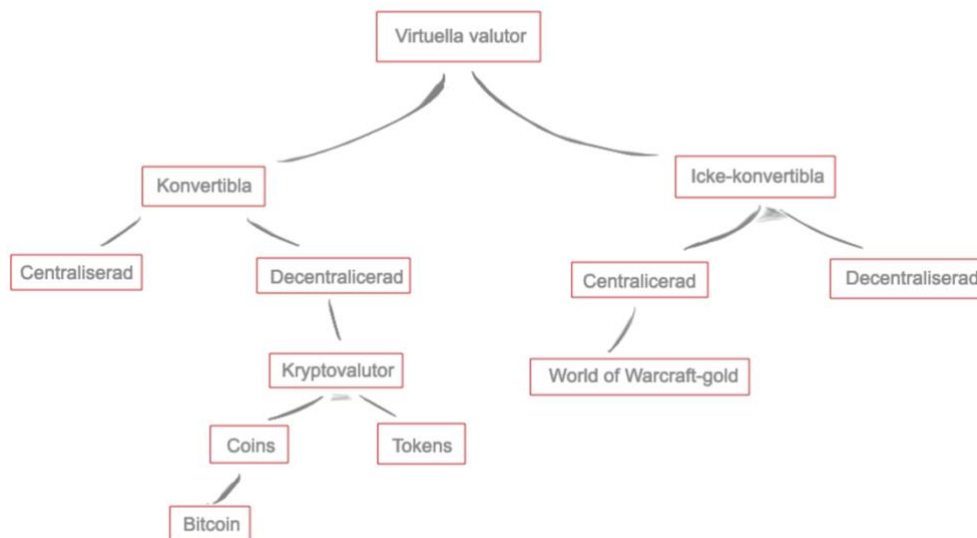 Virtuella valutor
Konvertibla
Icke-konvertibla
Centraliserad
Decentralicerad
Centralicerad
Decentraliserad
Kryptovalutor
World of Warcraft-gold
Coins
Tokens
Bitcoin